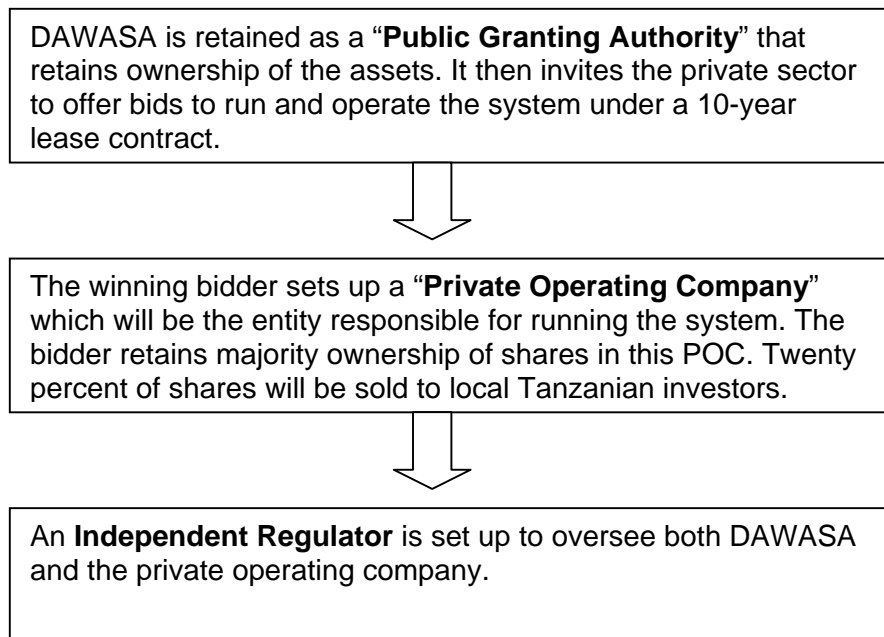 DAWASA is retained as a “Public Granting Authority” that
retains ownership of the assets. It then invites the private sector
to offer bids to run and operate the system under a 10-year
lease contract.
The winning bidder sets up a “Private Operating Company”
which will be the entity responsible for running the system. The
bidder retains majority ownership of shares in this POC. Twenty
percent of shares will be sold to local Tanzanian investors.
An Independent Regulator is set up to oversee both DAWASA
and the private operating company.